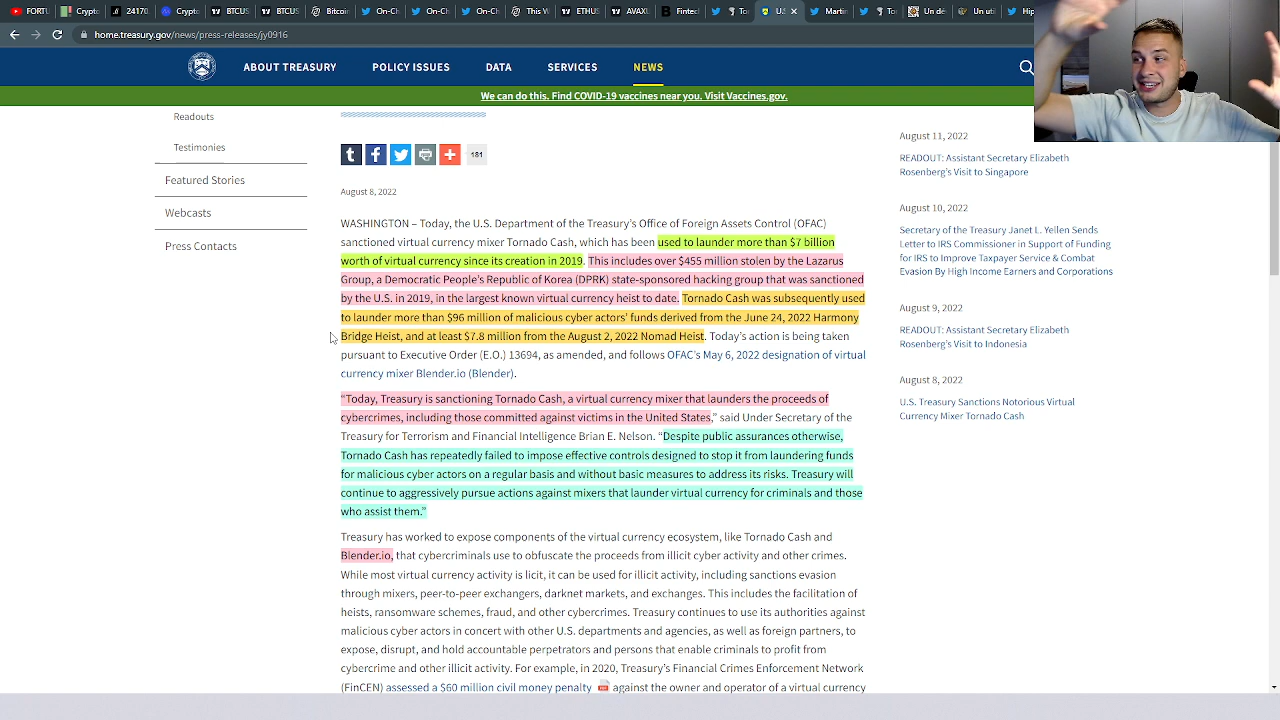 FORT
Crypt
2417(
Crypto
BTCUS
Bitcoin
On-Cl
On-C
On-C
This W
ETHUS
AVAX
Fintec
To
U.S
Martin
To
Un dé
Un uti
Hip
home.treasury.gov/news/press-releases/jy0916
ABOUT TREASURY
POLICY ISSUES
DATA
SERVICES
NEWS
We can do this. Find COVID-19 vaccines near you. Visit Vaccines.gov.
Readouts
Testimonies
Featured Stories
Webcasts
Press Contacts
181
August 8, 2022
WASHINGTON – Today, the U.S. Department of the Treasury’s Office of Foreign Assets Control (OFAC)
sanctioned virtual currency mixer Tornado Cash, which has been used to launder more than $7 billion
worth of virtual currency since its creation in 2019. This includes over $455 million stolen by the Lazarus
Group, a Democratic People’s Republic of Korea (DPRK) state-sponsored hacking group that was sanctioned
by the U.S. in 2019, in the largest known virtual currency heist to date. Tornado Cash was subsequently used
to launder more than $96 million of malicious cyber actors’ funds derived from the June 24, 2022 Harmony
Bridge Heist, and at least $7.8 million from the August 2, 2022 Nomad Heist. Today’s action is being taken
pursuant to Executive Order (E.O.) 13694, as amended, and follows OFAC’s May 6, 2022 designation of virtual
currency mixer Blender.io (Blender).
“Today, Treasury is sanctioning Tornado Cash, a virtual currency mixer that launders the proceeds of
cybercrimes, including those committed against victims in the United States,” said Under Secretary of the
Treasury for Terrorism and Financial Intelligence Brian E. Nelson. “Despite public assurances otherwise,
Tornado Cash has repeatedly failed to impose effective controls designed to stop it from laundering funds
for malicious cyber actors on a regular basis and without basic measures to address its risks. Treasury will
continue to aggressively pursue actions against mixers that launder virtual currency for criminals and those
who assist them.”
Treasury has worked to expose components of the virtual currency ecosystem, like Tornado Cash and
Blender.io, that cybercriminals use to obfuscate the proceeds from illicit cyber activity and other crimes.
While most virtual currency activity is licit, it can be used for illicit activity, including sanctions evasion
through mixers, peer-to-peer exchangers, darknet markets, and exchanges. This includes the facilitation of
heists, ransomware schemes, fraud, and other cybercrimes. Treasury continues to use its authorities against
malicious cyber actors in concert with other U.S. departments and agencies, as well as foreign partners, to
expose, disrupt, and hold accountable perpetrators and persons that enable criminals to profit from
cybercrime and other illicit activity. For example, in 2020, Treasury’s Financial Crimes Enforcement Network
(FinCEN) assessed a $60 million civil money penalty against the owner and operator of a virtual currency
August 11, 2022
READOUT: Assistant Secretary Elizabeth
Rosenberg’s Visit to Singapore
August 10, 2022
Secretary of the Treasury Janet L. Yellen Sends
Letter to IRS Commissioner in Support of Funding
for IRS to Improve Taxpayer Service & Combat
Evasion By High Income Earners and Corporations
August 9, 2022
READOUT: Assistant Secretary Elizabeth
Rosenberg’s Visit to Indonesia
August 8, 2022
U.S. Treasury Sanctions Notorious Virtual
Currency Mixer Tornado Cash